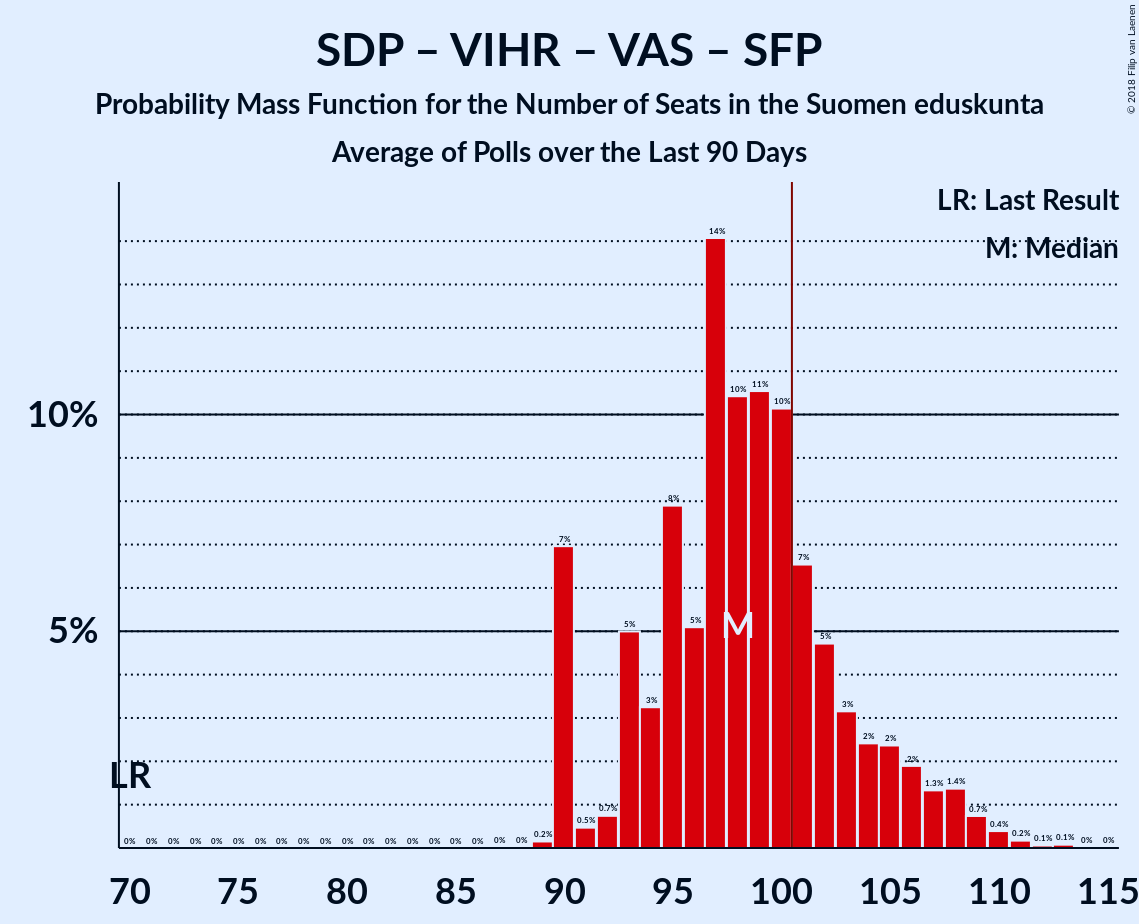 SDP – VIHR – VAS – SFP
Probability Mass Function for the Number of Seats in the Suomen eduskunta
Average of Polls over the Last 90 Days
© 2018 Filip van Laenen
LR: Last Result
M: Median
10%
5%
LR
M
0% 0% 0% 0% 0% 0% 0% 0% 0% 0% 0% 0% 0% 0% 0% 0% 0% 0% 0% 0.2% 7% 0.5% 0.7% 5% 3% 8% 5% 14% 10% 11% 10% 7% 5% 3% 2% 2% 2% 1.3% 1.4% 0.7% 0.4% 0.2% 0.1% 0.1% 0% 0%
70 75 80 85 90 95 100 105 110 115